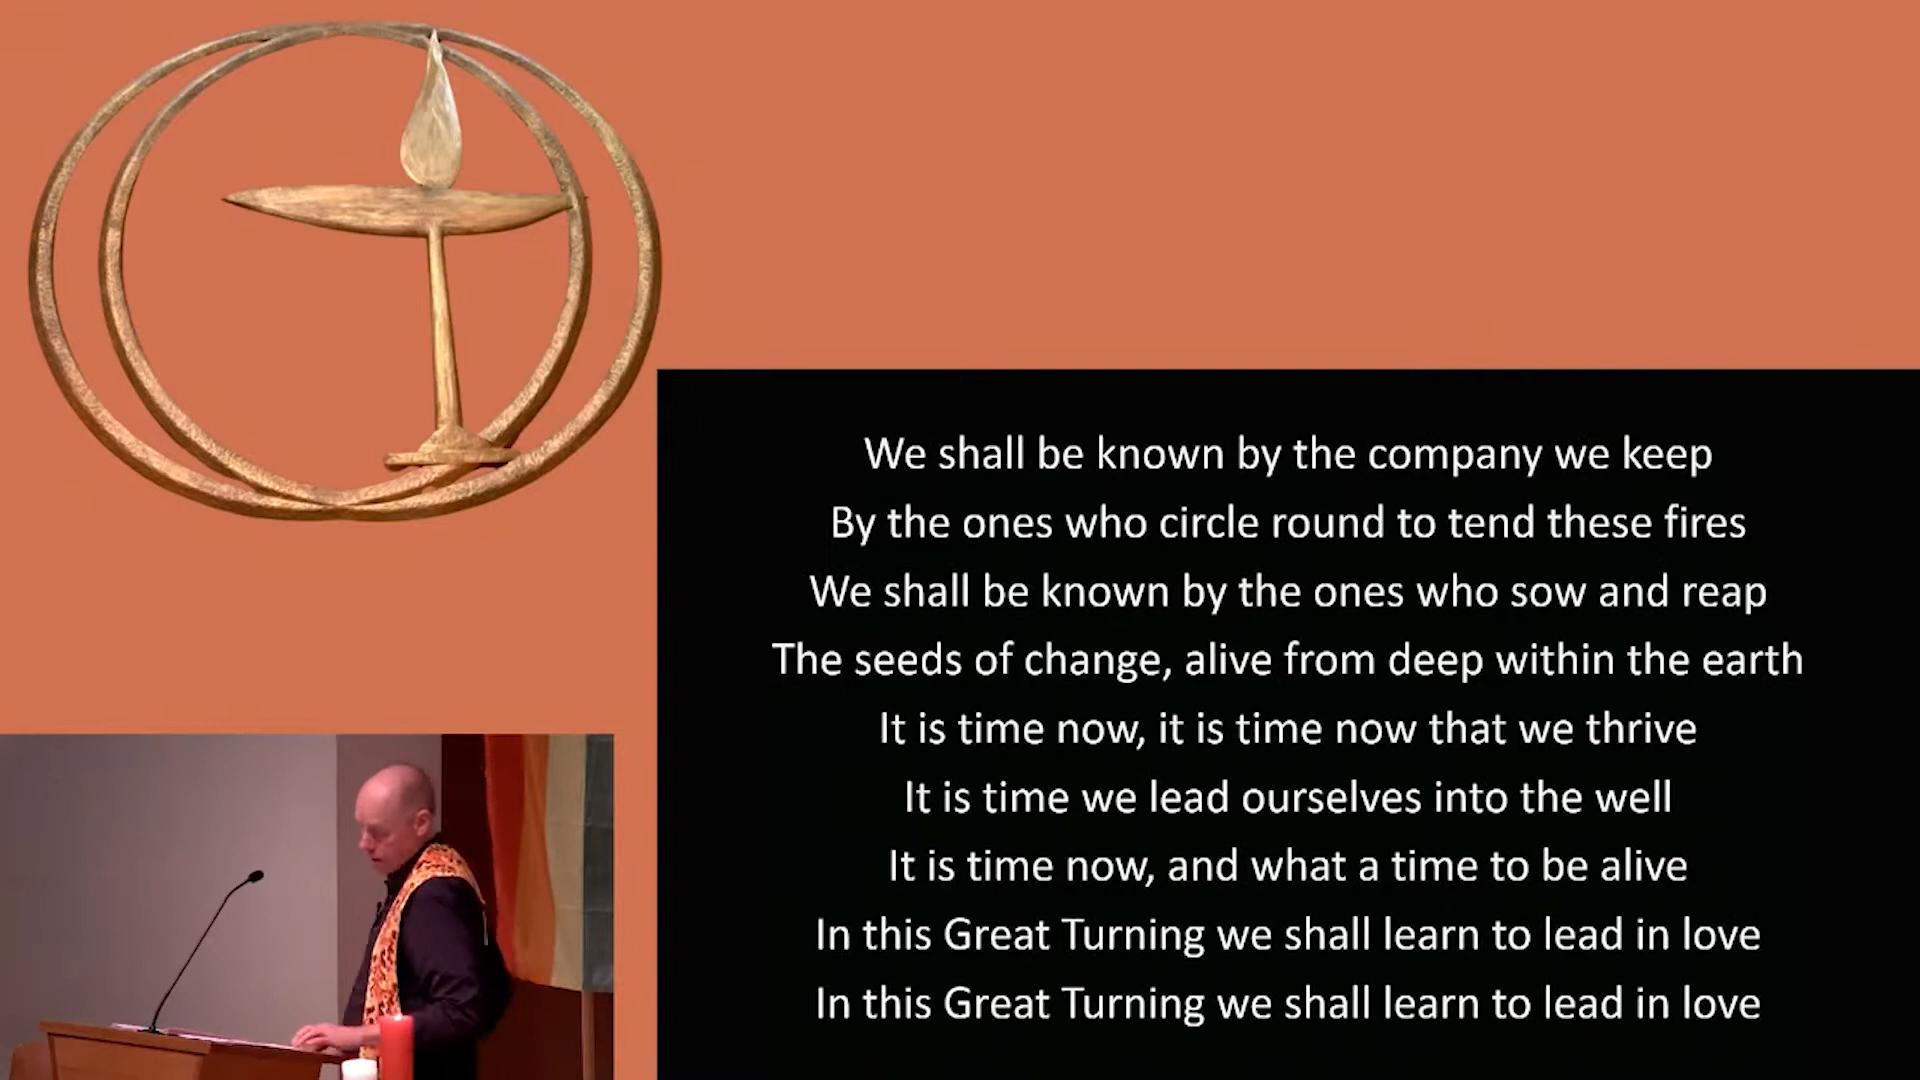 We shall be known by the company we keep
By the ones who circle round to tend these fires
We shall be known by the ones who sow and reap
The seeds of change, alive from deep within the earth
It is time now, it is time now that we thrive
It is time we lead ourselves into the well
It is time now, and what a time to be alive
In this Great Turning we shall learn to lead in love
In this Great Turning we shall learn to lead in love